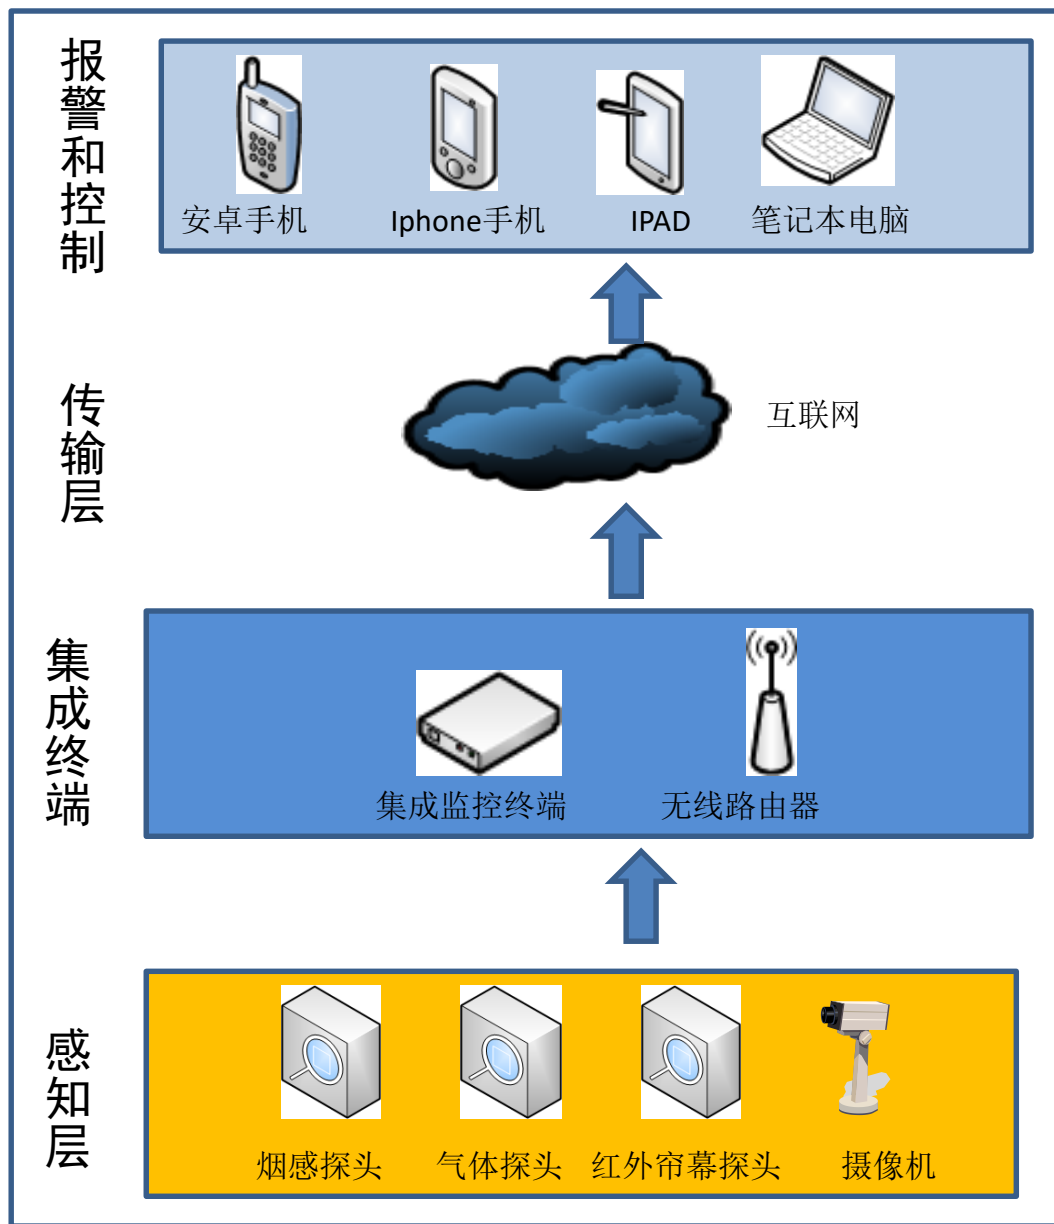 报警和控制
安卓手机
Iphone手机
IPAD
笔记本电脑
传输层
互联网
集成终端
集成监控终端
无线路由器
感知层
烟感探头
气体探头
红外帘幕探头
摄像机